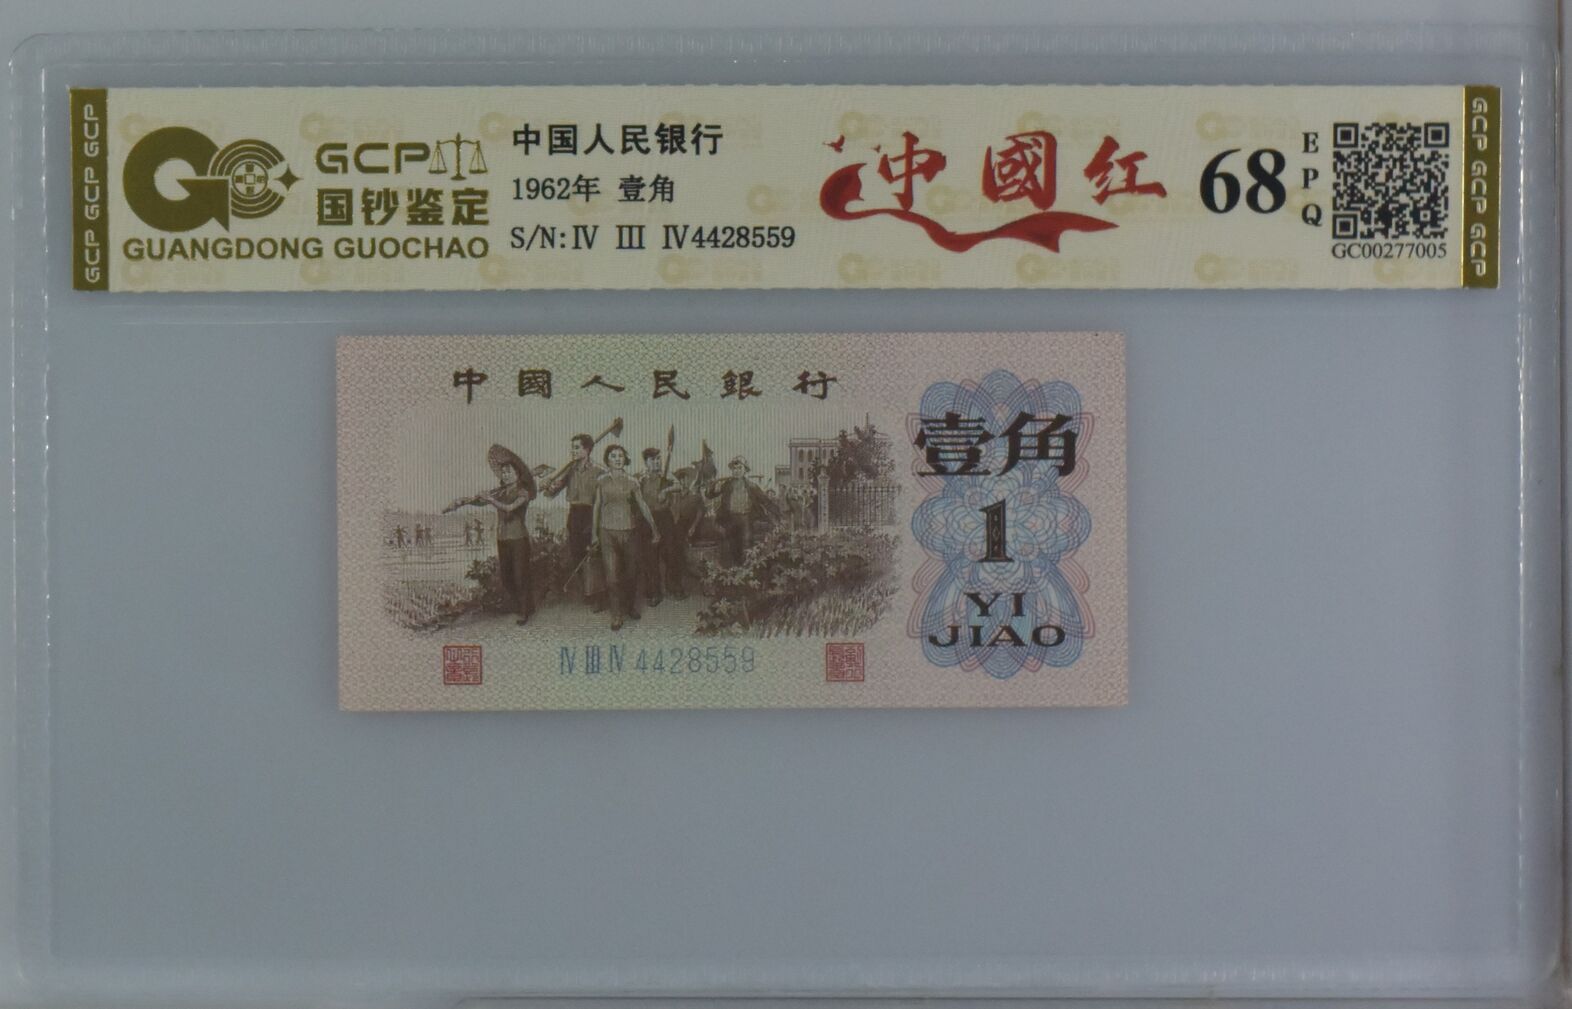 GCP GCP GCP
GC
GCP
国钞鉴定
GUANGDONG GUOCHAO
中国人民银行
1962年 壹角
S/N:Ⅳ Ⅲ Ⅳ4428559
中國红
68
EPQ
GC00277005
GCP GCP GCP
中國人民銀行
壹角
1
YI
JIAO
Ⅳ Ⅲ Ⅳ 4428559